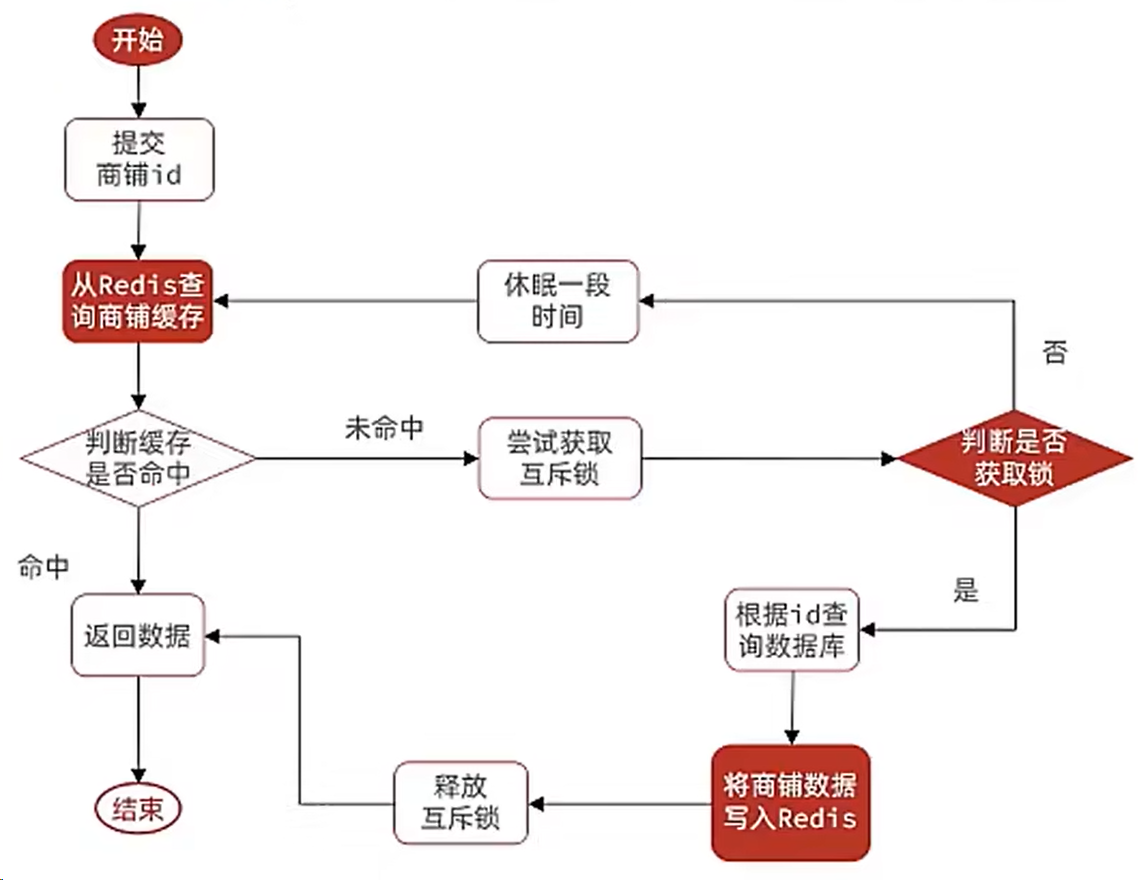 开始
提交
商铺id
从Redis查
询商铺缓存
休眠一段
时间
否
判断缓存
是否命中
未命中
尝试获取
互斥锁
判断是否
获取锁
命中
是
返回数据
根据id查
询数据库
将商铺数据
写入Redis
释放
互斥锁
结束